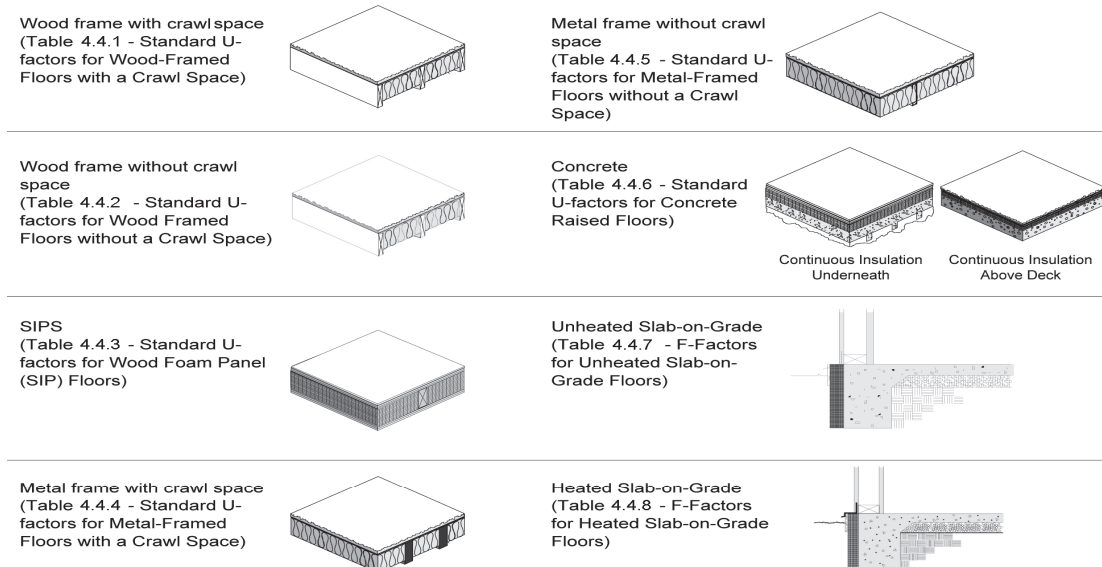 Wood frame with crawl space
(Table 4.4.1 - Standard U-
factors for Wood-Framed
Floors with a Crawl Space)
Metal frame without crawl
space
(Table 4.4.5 - Standard U-
factors for Metal-Framed
Floors without a Crawl
Space)
Wood frame without crawl
space
(Table 4.4.2 - Standard U-
factors for Wood Framed
Floors without a Crawl Space)
Concrete
(Table 4.4.6 - Standard
U-factors for Concrete
Raised Floors)
Continuous Insulation
Underneath
Continuous Insulation
Above Deck
SIPS
(Table 4.4.3 - Standard U-
factors for Wood Foam Panel
(SIP) Floors)
Unheated Slab-on-Grade
(Table 4.4.7 - F-Factors
for Unheated Slab-on-
Grade Floors)
Metal frame with crawl space
(Table 4.4.4 - Standard U-
factors for Metal-Framed
Floors with a Crawl Space)
Heated Slab-on-Grade
(Table 4.4.8 - F-Factors
for Heated Slab-on-Grade
Floors)